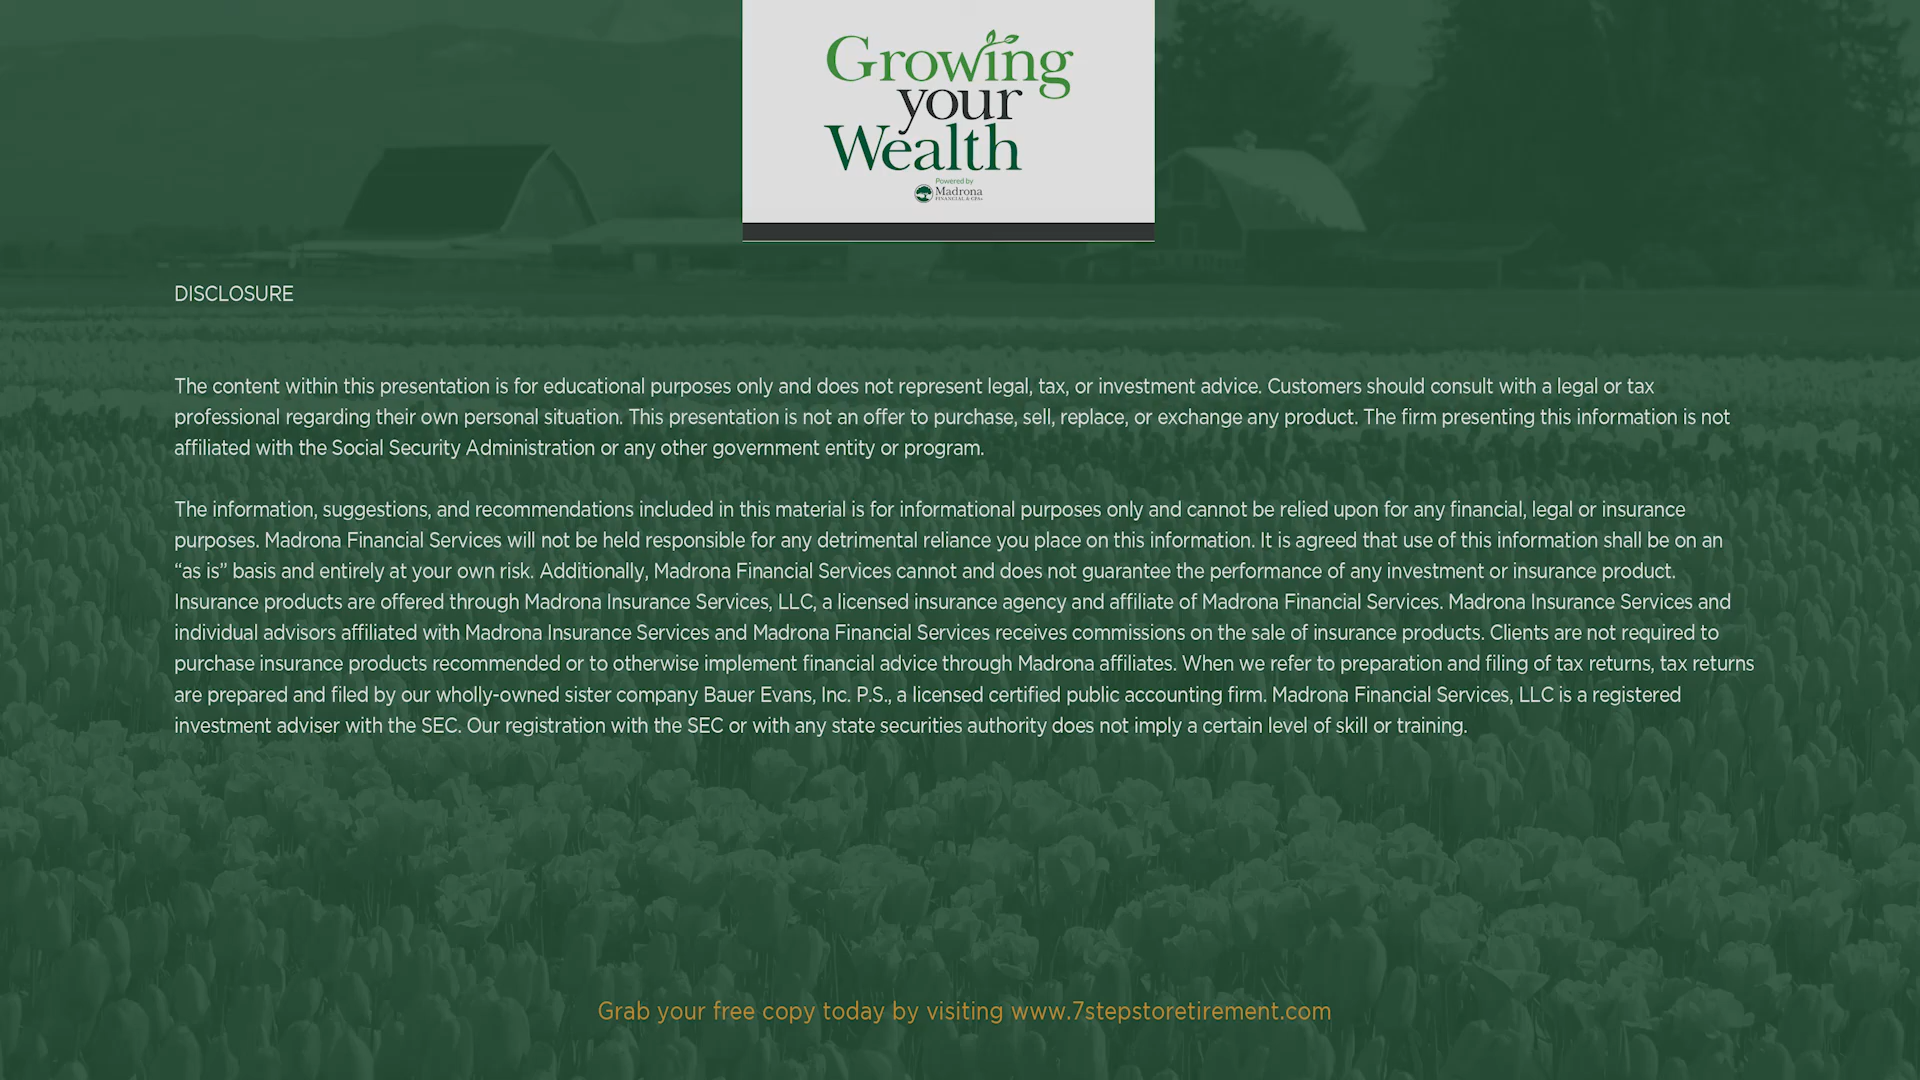 Growing
your
Wealth
Powered by
Madrona
FINANCIAL & CPAs
DISCLOSURE
The content within this presentation is for educational purposes only and does not represent legal, tax, or investment advice. Customers should consult with a legal or tax
professional regarding their own personal situation. This presentation is not an offer to purchase, sell, replace, or exchange any product. The firm presenting this information is not
affiliated with the Social Security Administration or any other government entity or program.
The information, suggestions, and recommendations included in this material is for informational purposes only and cannot be relied upon for any financial, legal or insurance
purposes. Madrona Financial Services will not be held responsible for any detrimental reliance you place on this information. It is agreed that use of this information shall be on an
“as is” basis and entirely at your own risk. Additionally, Madrona Financial Services cannot and does not guarantee the performance of any investment or insurance product.
Insurance products are offered through Madrona Insurance Services, LLC, a licensed insurance agency and affiliate of Madrona Financial Services. Madrona Insurance Services and
individual advisors affiliated with Madrona Insurance Services and Madrona Financial Services receives commissions on the sale of insurance products. Clients are not required to
purchase insurance products recommended or to otherwise implement financial advice through Madrona affiliates. When we refer to preparation and filing of tax returns, tax returns
are prepared and filed by our wholly-owned sister company Bauer Evans, Inc. P.S., a licensed certified public accounting firm. Madrona Financial Services, LLC is a registered
investment adviser with the SEC. Our registration with the SEC or with any state securities authority does not imply a certain level of skill or training.
Grab your free copy today by visiting www.7stepstoretirement.com